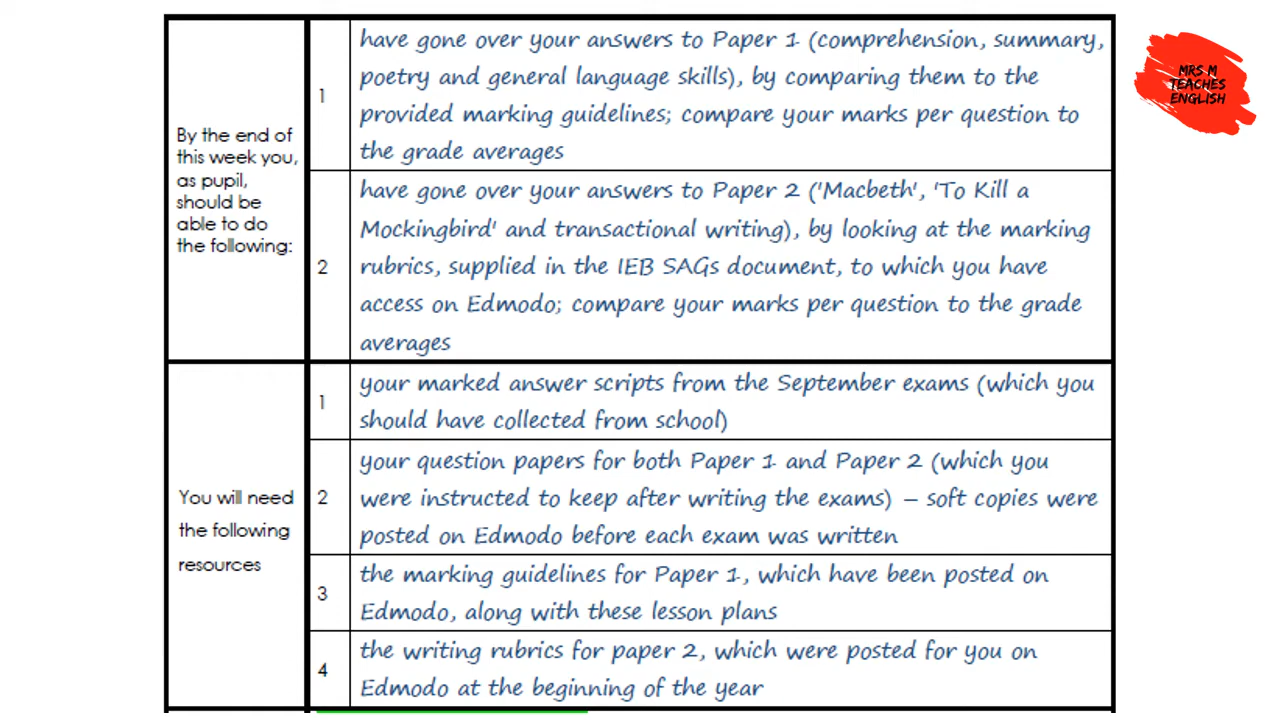 have gone over your answers to Paper 1 (comprehension, summary,
poetry and general language skills), by comparing them to the
provided marking guidelines; compare your marks per question to
the grade averages
1
By the end of
this week you,
as pupil,
should be
able to do
the following:
have gone over your answers to Paper 2 ('Macbeth', 'To Kill a
Mockingbird' and transactional writing), by looking at the marking
rubrics, supplied in the IEB SAGs document, to which you have
access on Edmodo; compare your marks per question to the grade
averages
2
You will need
the following
resources
1
your marked answer scripts from the September exams (which you
should have collected from school)
2
your question papers for both Paper 1 and Paper 2 (which you
were instructed to keep after writing the exams) – soft copies were
posted on Edmodo before each exam was written
3
the marking guidelines for Paper 1, which have been posted on
Edmodo, along with these lesson plans
4
the writing rubrics for paper 2, which were posted for you on
Edmodo at the beginning of the year
MRS M
TEACHES
ENGLISH